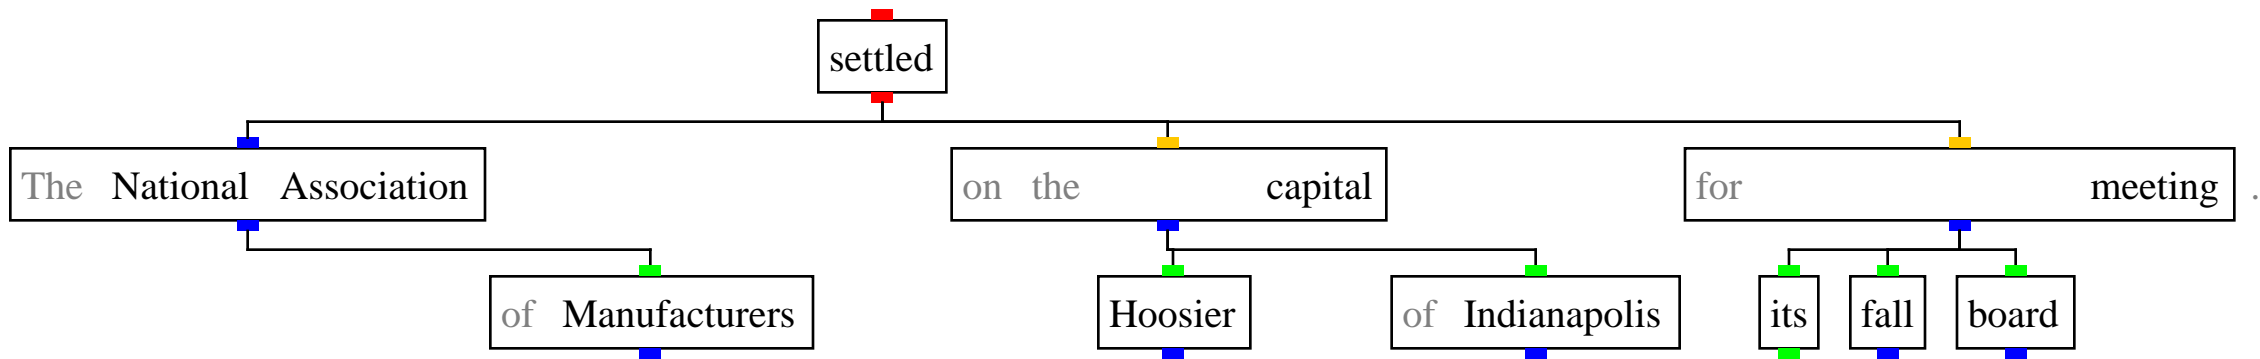 settled
The National Association on the capital for meeting .
of Manufacturers Hoosier of Indianapolis its fall board